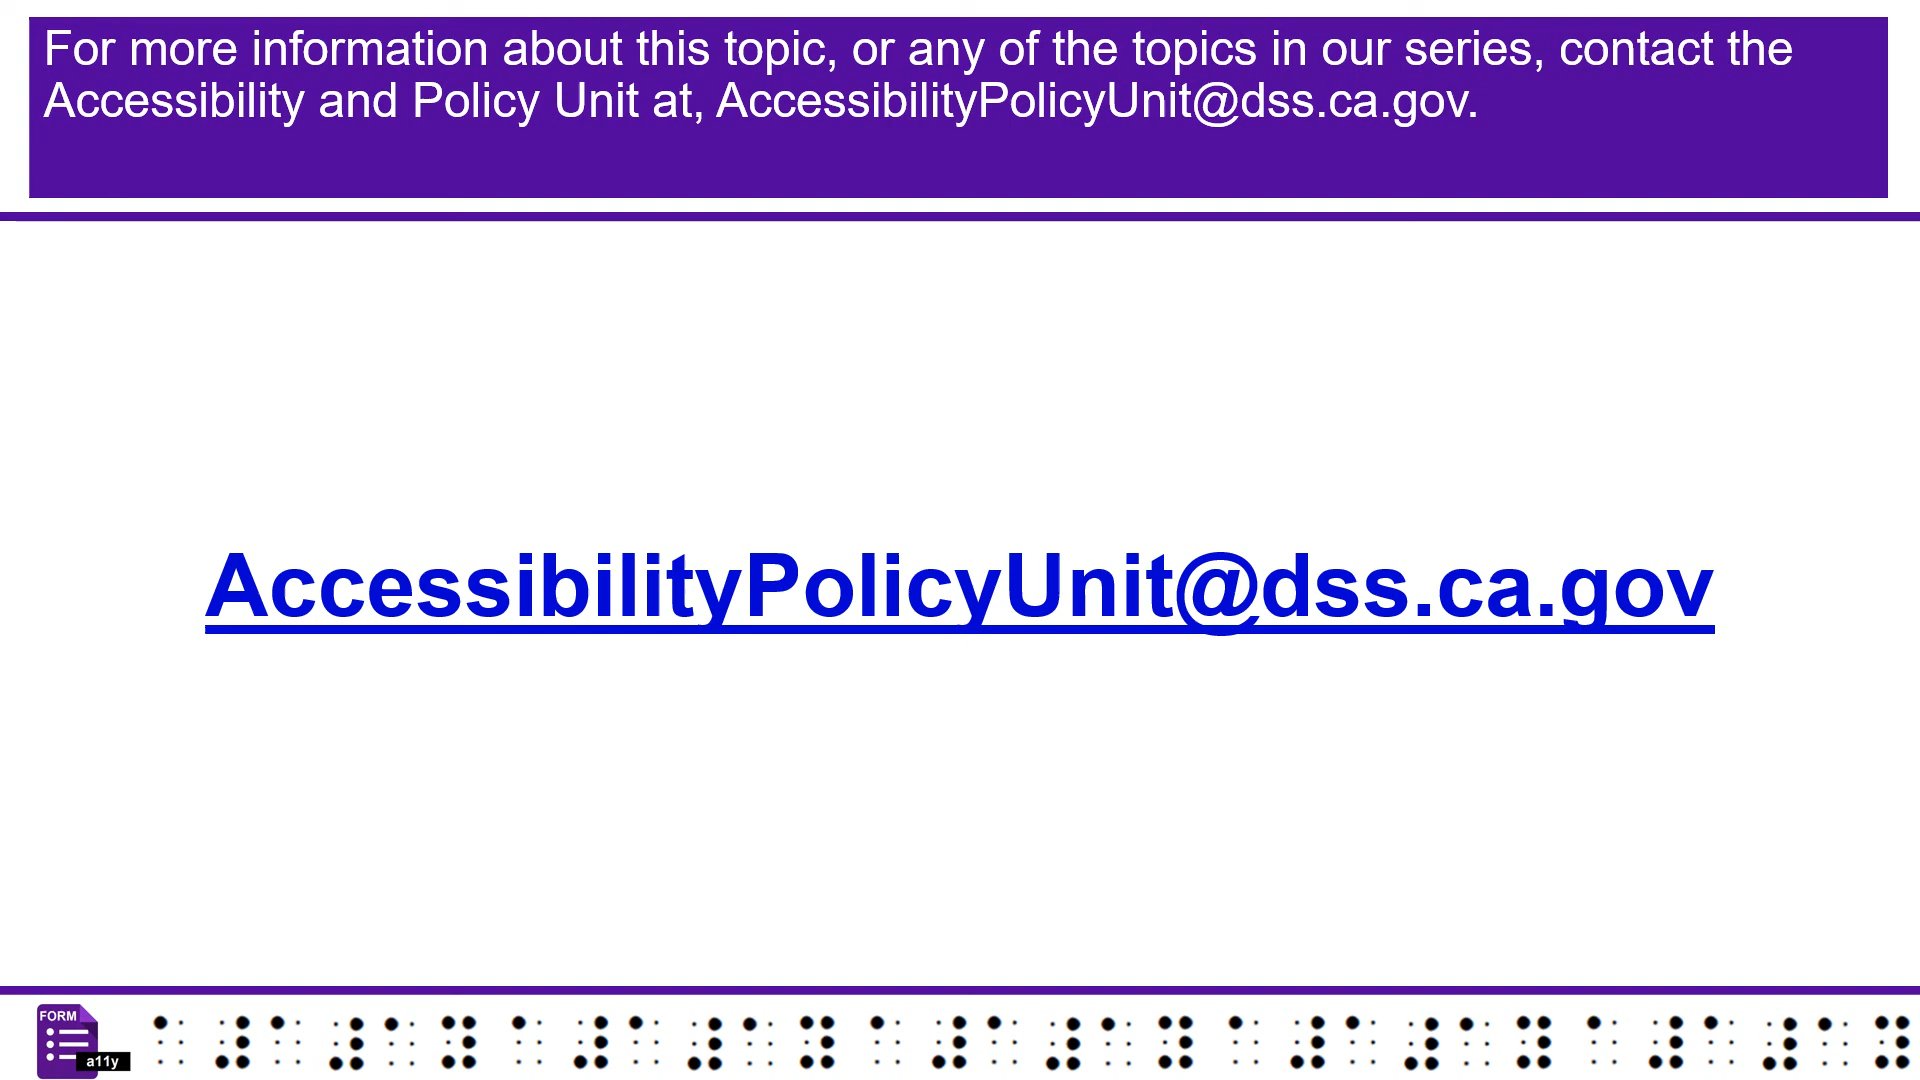 For more information about this topic, or any of the topics in our series, contact the
Accessibility and Policy Unit at, AccessibilityPolicyUnit@dss.ca.gov.
AccessibilityPolicyUnit@dss.ca.gov
FORM
a11y